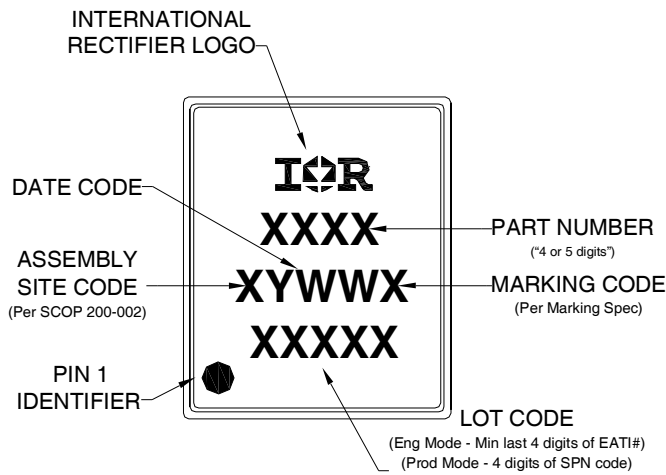 INTERNATIONAL
RECTIFIER LOGO
IOR
DATE CODE
XXXX
PART NUMBER
(“4 or 5 digits”)
ASSEMBLY
SITE CODE
(Per SCOP 200-002)
XYWWX
MARKING CODE
(Per Marking Spec)
XXXXX
PIN 1
IDENTIFIER
LOT CODE
(Eng Mode - Min last 4 digits of EATI#)
(Prod Mode - 4 digits of SPN code)